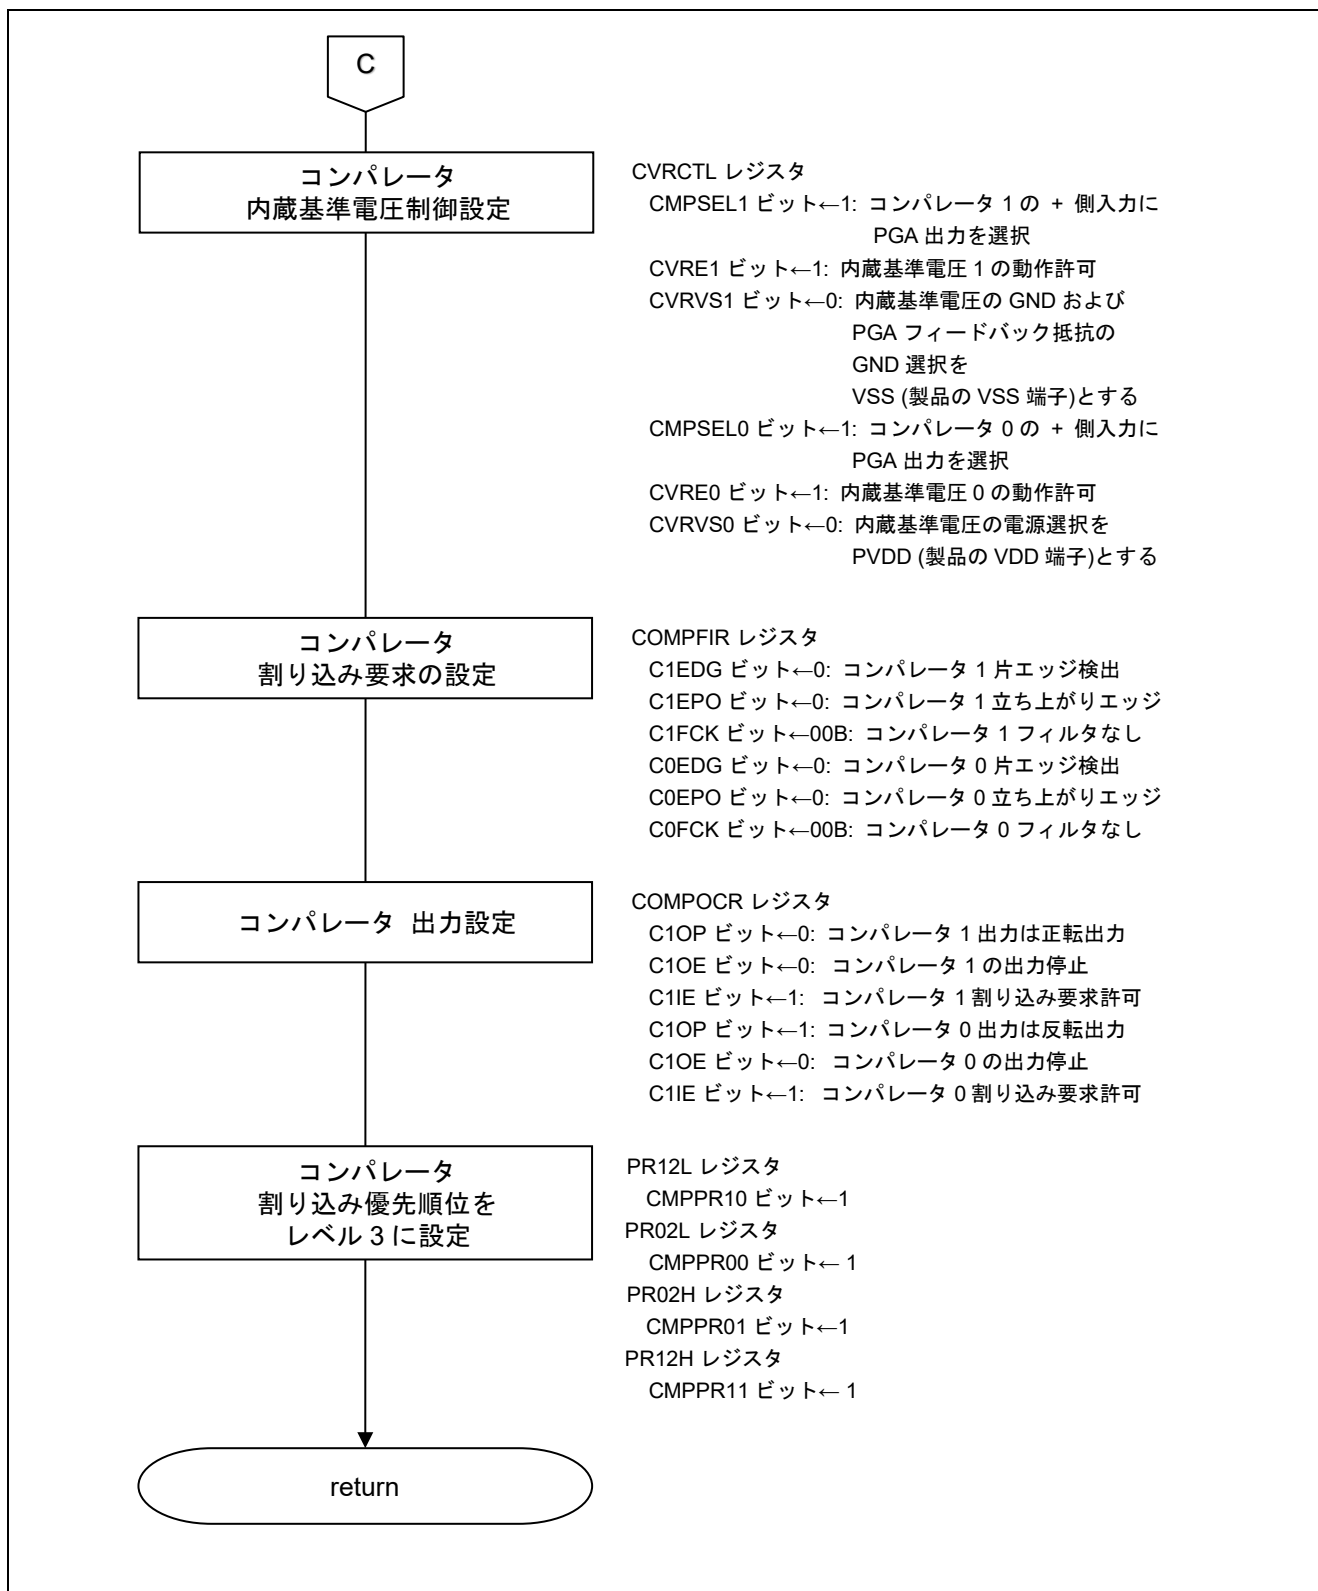 C
コンパレータ
内蔵基準電圧制御設定
CVRCTL レジスタ
CMPSEL1 ビット←1: コンパレータ 1 の + 側入力に
PGA 出力を選択
CVRE1 ビット←1: 内蔵基準電圧 1 の動作許可
CVRVS1 ビット←0: 内蔵基準電圧の GND および
PGA フィードバック抵抗の
GND 選択を
VSS (製品の VSS 端子)とする
CMPSEL0 ビット←1: コンパレータ 0 の + 側入力に
PGA 出力を選択
CVRE0 ビット←1: 内蔵基準電圧 0 の動作許可
CVRVS0 ビット←0: 内蔵基準電圧の電源選択を
PVDD (製品の VDD 端子)とする
コンパレータ
割り込み要求の設定
COMPFIR レジスタ
C1EDG ビット←0: コンパレータ 1 片エッジ検出
C1EPO ビット←0: コンパレータ 1 立ち上がりエッジ
C1FCK ビット←00B: コンパレータ 1 フィルタなし
C0EDG ビット←0: コンパレータ 0 片エッジ検出
C0EPO ビット←0: コンパレータ 0 立ち上がりエッジ
C0FCK ビット←00B: コンパレータ 0 フィルタなし
コンパレータ 出力設定
COMPOCR レジスタ
C1OP ビット←0: コンパレータ 1 出力は正転出力
C1OE ビット←0: コンパレータ 1 の出力停止
C1IE ビット←1: コンパレータ 1 割り込み要求許可
C1OP ビット←1: コンパレータ 0 出力は反転出力
C1OE ビット←0: コンパレータ 0 の出力停止
C1IE ビット←1: コンパレータ 0 割り込み要求許可
コンパレータ
割り込み優先順位を
レベル 3 に設定
PR12L レジスタ
CMPPR10 ビット←1
PR02L レジスタ
CMPPR00 ビット← 1
PR02H レジスタ
CMPPR01 ビット←1
PR12H レジスタ
CMPPR11 ビット← 1
return